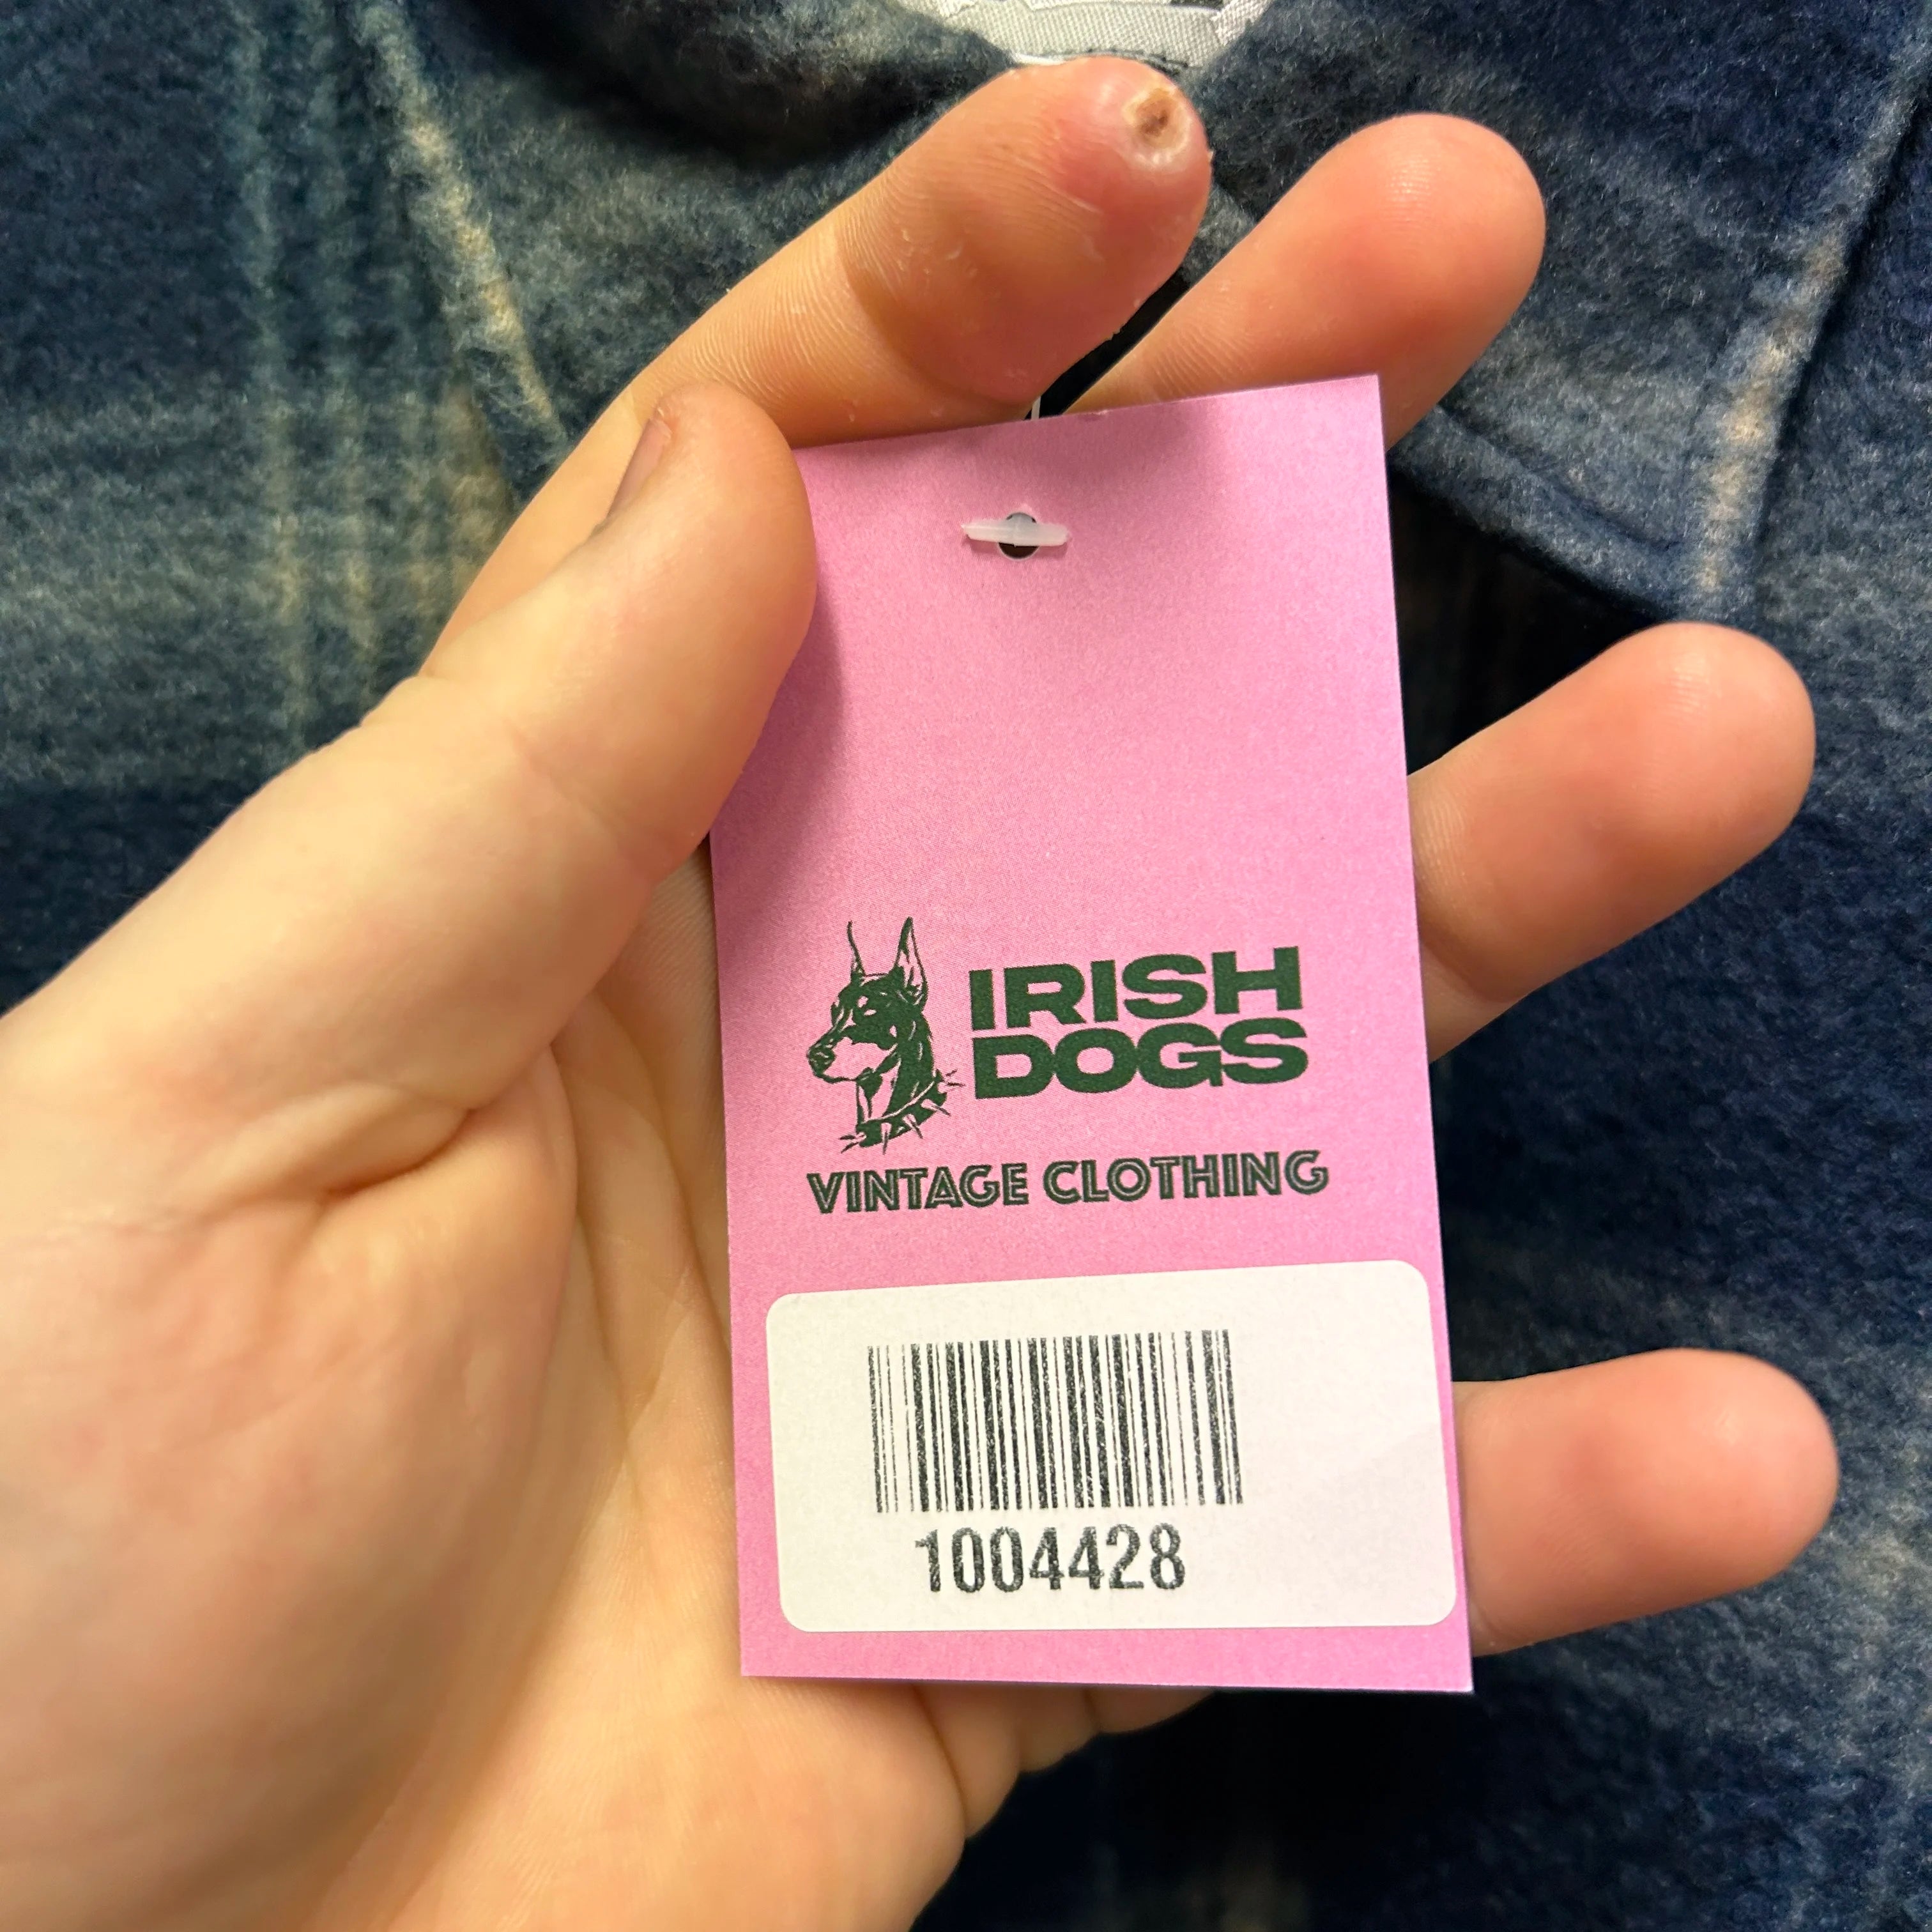 IRISH
DOGS
VINTAGE CLOTHING
1004428